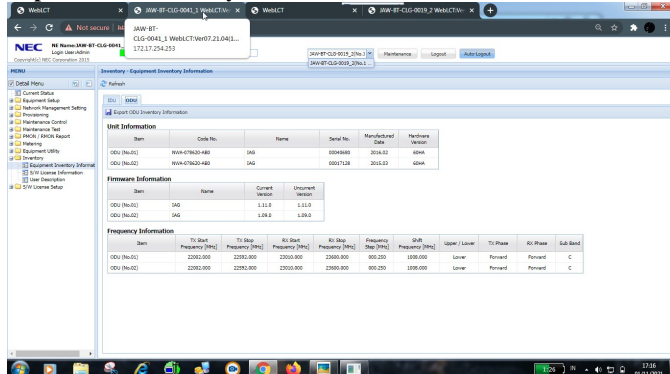 WebLCT
JAW-BT-CLG-0041_1 WebLCT:Ve
WebLCT
JAW-BT-CLG-0019_2 WebLCT:Ve
Not secure
JAW-BT-
CLG-0041_1 WebLCT:Ver07.21.04(1...
172.17.254.253
NEC
NE Name:JAW-BT-CLG-0041_
Login User:Admin
Copyright(c) NEC Corporation 2015
JAW-BT-CLG-0019_2(No.1
JAW-BT-CLG-0019_2(No.1 ...
Maintenance
Logout
Auto Logout
MENU
Detail Menu
Current Status
Equipment Setup
Network Management Setting
Provisioning
Maintenance Control
Maintenance Test
PMON / RMON Report
Metering
Equipment Utility
Inventory
Equipment Inventory Informat
S/W License Information
User Description
S/W License Setup
Inventory - Equipment Inventory Information
Refresh
IDU ODU
Export ODU Inventory Information
Unit Information
Item Code No. Name Serial No. Manufactured Date Hardware Version
ODU (No.01) NWA-078620-AB0 IAG 00040680 2016.02 60HA
ODU (No.02) NWA-078620-AB0 IAG 00017128 2015.03 60HA
Firmware Information
Item Name Current Version Uncurrent Version
ODU (No.01) IAG 1.11.0 1.11.0
ODU (No.02) IAG 1.09.0 1.09.0
Frequency Information
Item TX Start Frequency [MHz] TX Stop Frequency [MHz] RX Start Frequency [MHz] RX Stop Frequency [MHz] Frequency Step [MHz] Shift Frequency [MHz] Upper / Lower TX Phase RX Phase Sub Band
ODU (No.01) 22002.000 22592.000 23010.000 23600.000 000.250 1008.000 Lower Forward Forward C
ODU (No.02) 22002.000 22592.000 23010.000 23600.000 000.250 1008.000 Lower Forward Forward C
1:26
IN
17:16